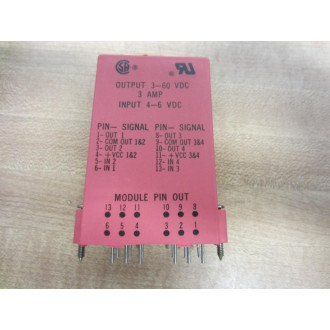 OUTPUT 3-60 VDC
3 AMP
INPUT 4-6 VDC
PIN- SIGNAL
1- OUT 1
2- COM OUT 1&2
3- OUT 2
4- + VCC 1&2
5- IN 2
6- IN 1
PIN- SIGNAL
8- OUT 3
9- COM OUT 3&4
10- OUT 4
11- + VCC 3&4
12- IN 4
13- IN 3
MODULE PIN OUT
13 12 11 10 9 8
6 5 4 3 2 1